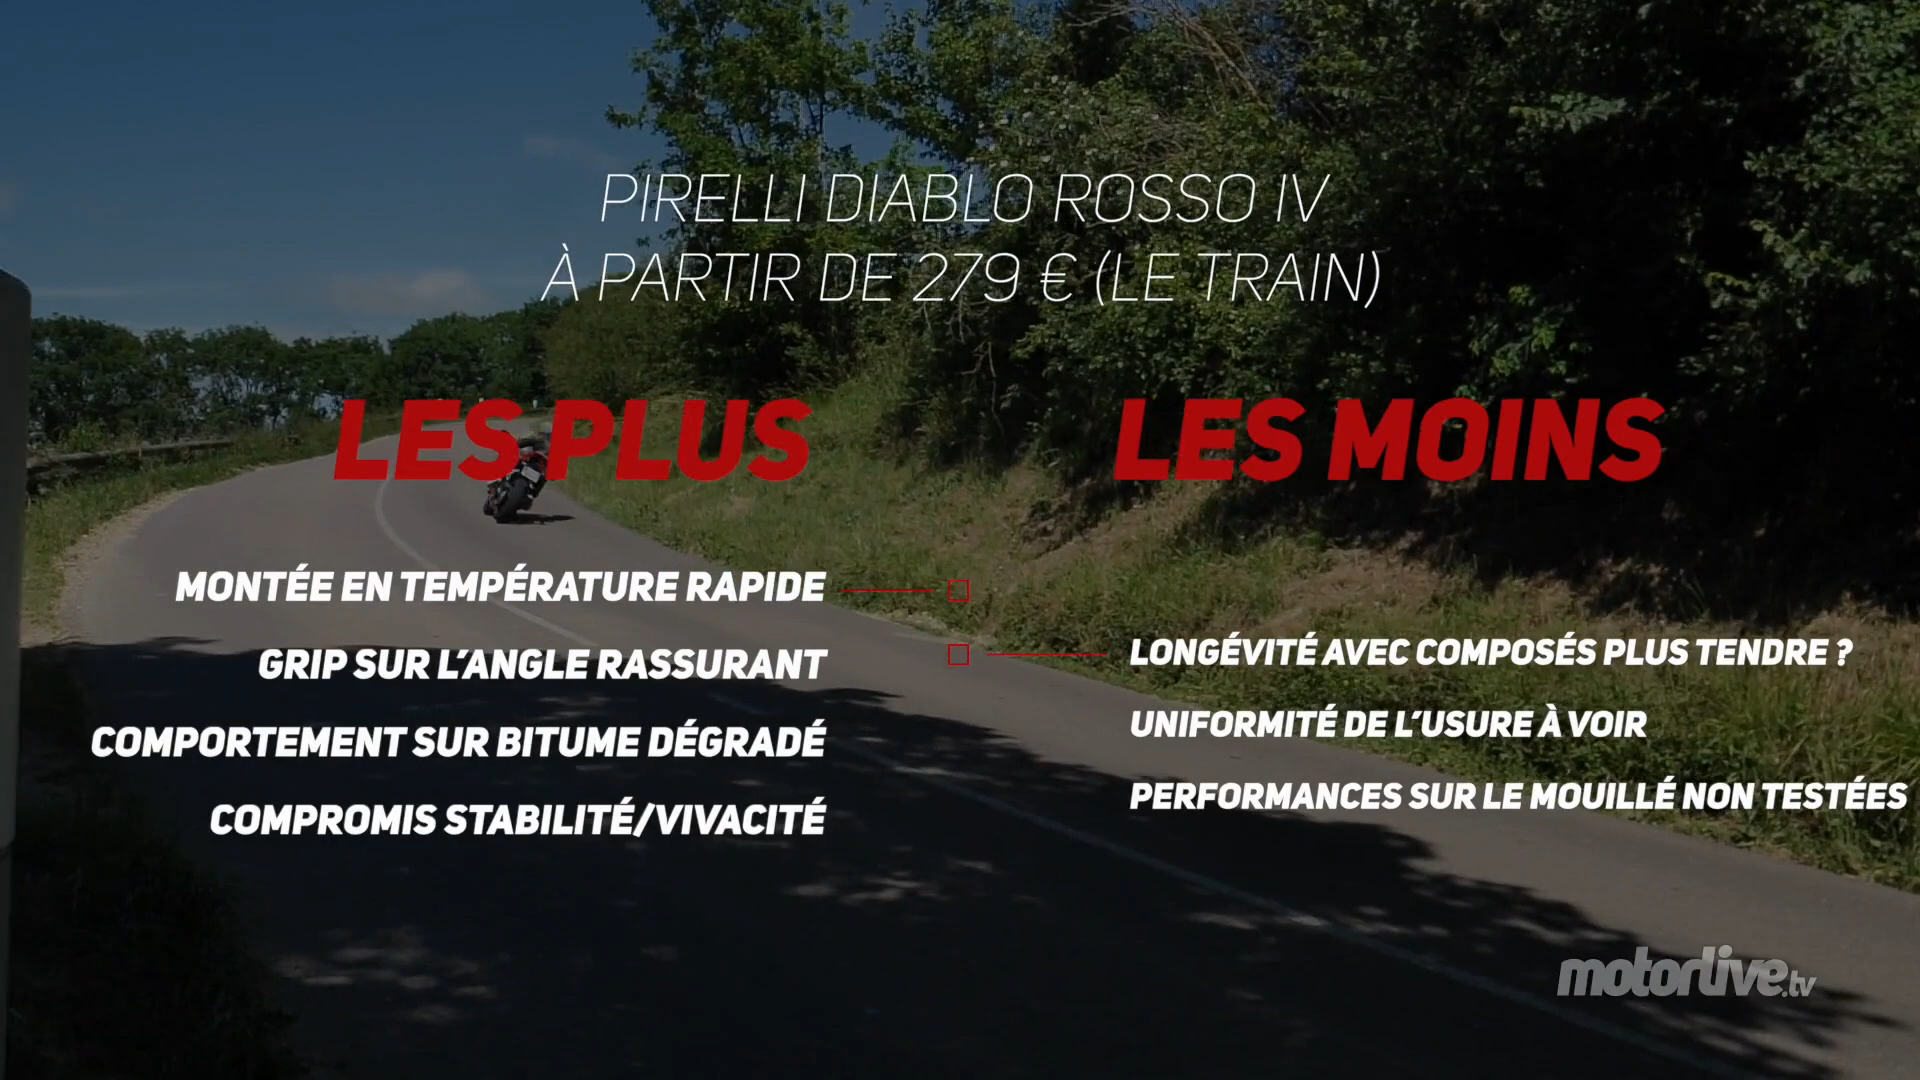 PIRELLI DIABLO ROSSO IV
À PARTIR DE 279 € (LE TRAIN)
LES PLUS
MONTÉE EN TEMPÉRATURE RAPIDE
GRIP SUR L'ANGLE RASSURANT
COMPORTEMENT SUR BITUME DÉGRADÉ
COMPROMIS STABILITÉ/VIVACITÉ
LES MOINS
LONGÉVITÉ AVEC COMPOSÉS PLUS TENDRE ?
UNIFORMITÉ DE L'USURE À VOIR
PERFORMANCES SUR LE MOUILLÉ NON TESTÉES
motorlive.tv